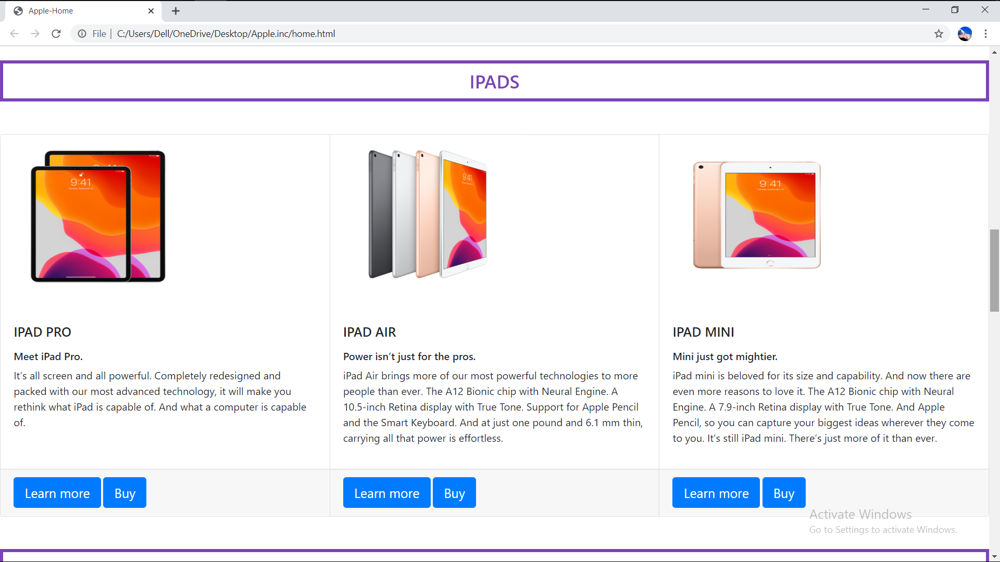 Apple-Home
File | C:/Users/Dell/OneDrive/Desktop/Apple.inc/home.html
IPADS
9:41
9:41
9:41
IPAD PRO
Meet iPad Pro.
It’s all screen and all powerful. Completely redesigned and
packed with our most advanced technology, it will make you
rethink what iPad is capable of. And what a computer is capable
of.
Learn more
Buy
IPAD AIR
Power isn’t just for the pros.
iPad Air brings more of our most powerful technologies to more
people than ever. The A12 Bionic chip with Neural Engine. A
10.5-inch Retina display with True Tone. Support for Apple Pencil
and the Smart Keyboard. And at just one pound and 6.1 mm thin,
carrying all that power is effortless.
Learn more
Buy
IPAD MINI
Mini just got mightier.
iPad mini is beloved for its size and capability. And now there are
even more reasons to love it. The A12 Bionic chip with Neural
Engine. A 7.9-inch Retina display with True Tone. And Apple
Pencil, so you can capture your biggest ideas wherever they come
to you. It’s still iPad mini. There’s just more of it than ever.
Learn more
Buy
Activate Windows
Go to Settings to activate Windows.